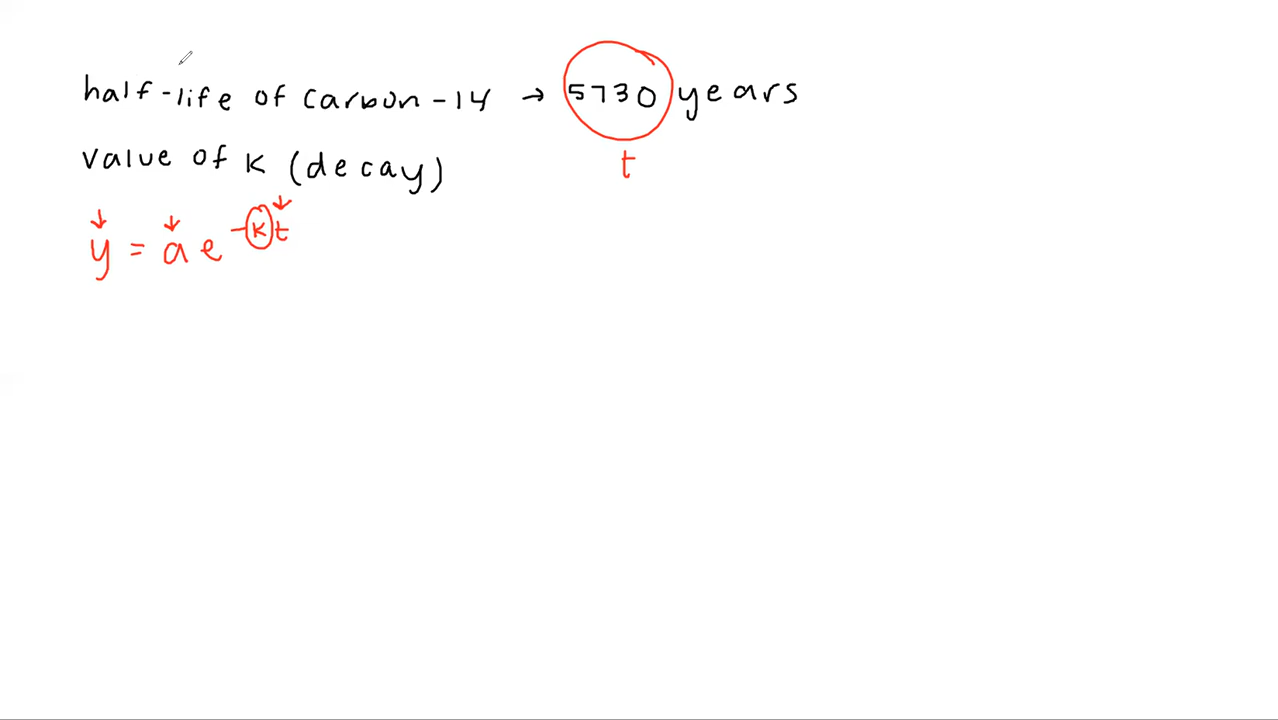 half-life of carbon-14 → 5730 years
value of k (decay) t
y = a e^{-kt}